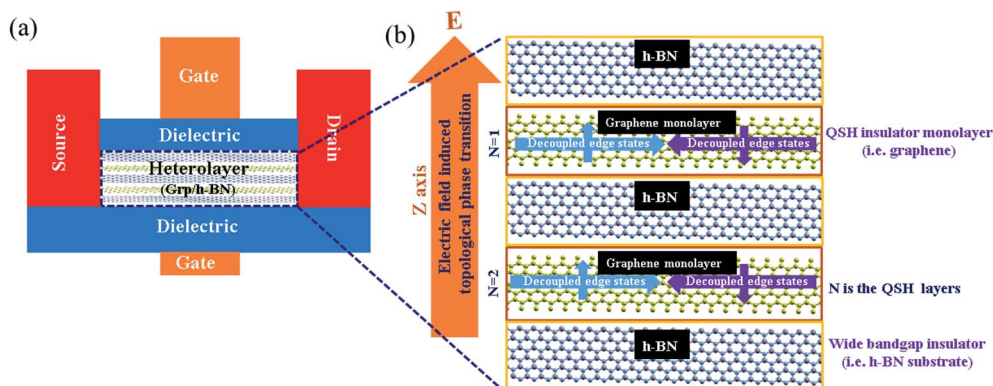 (a)
Gate
Source
Dielectric
Drain
Heterolayer
(Grp/h-BN)
Dielectric
Gate
(b)
E
Z axis
Electric field induced
topological phase transition
h-BN
N=1
Graphene monolayer
Decoupled edge states
Decoupled edge states
QSH insulator monolayer
(i.e. graphene)
h-BN
N=2
Graphene monolayer
Decoupled edge states
Decoupled edge states
N is the QSH layers
h-BN
Wide bandgap insulator
(i.e. h-BN substrate)